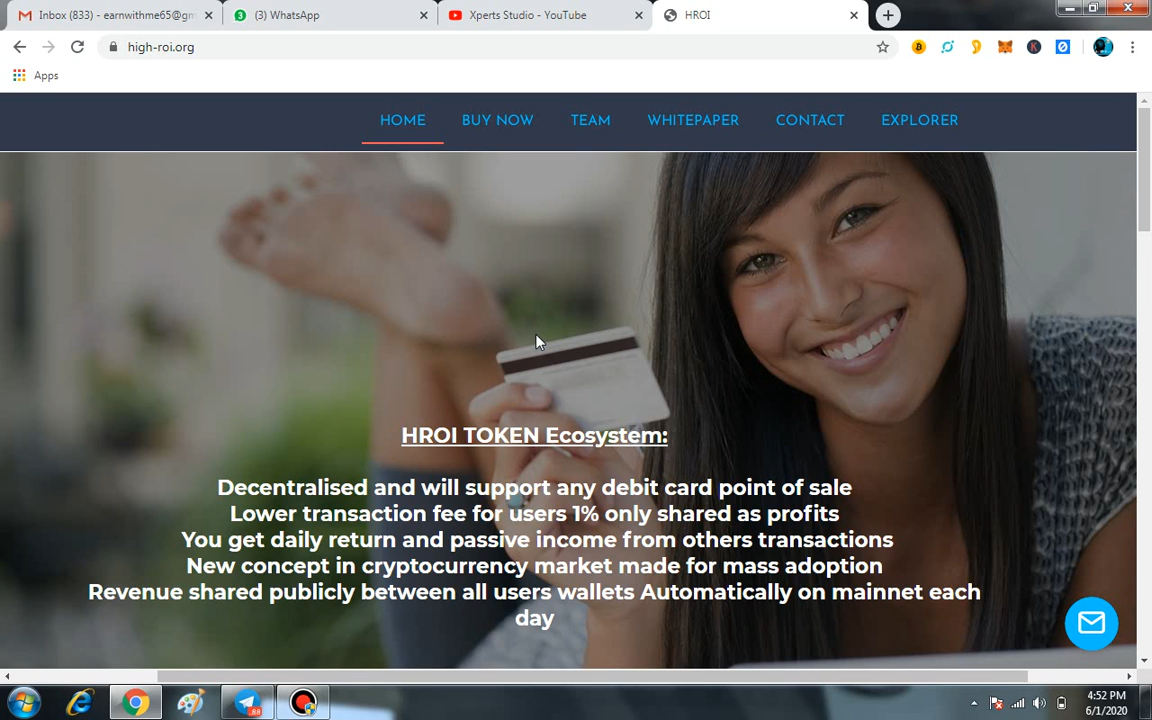 Inbox (833) - earnwithme65@gm
(3) WhatsApp
Xperts Studio - YouTube
HROI
high-roi.org
Apps
HOME
BUY NOW
TEAM
WHITEPAPER
CONTACT
EXPLORER
HROI TOKEN Ecosystem:
Decentralised and will support any debit card point of sale
Lower transaction fee for users 1% only shared as profits
You get daily return and passive income from others transactions
New concept in cryptocurrency market made for mass adoption
Revenue shared publicly between all users wallets Automatically on mainnet each
day
88
4:52 PM
6/1/2020